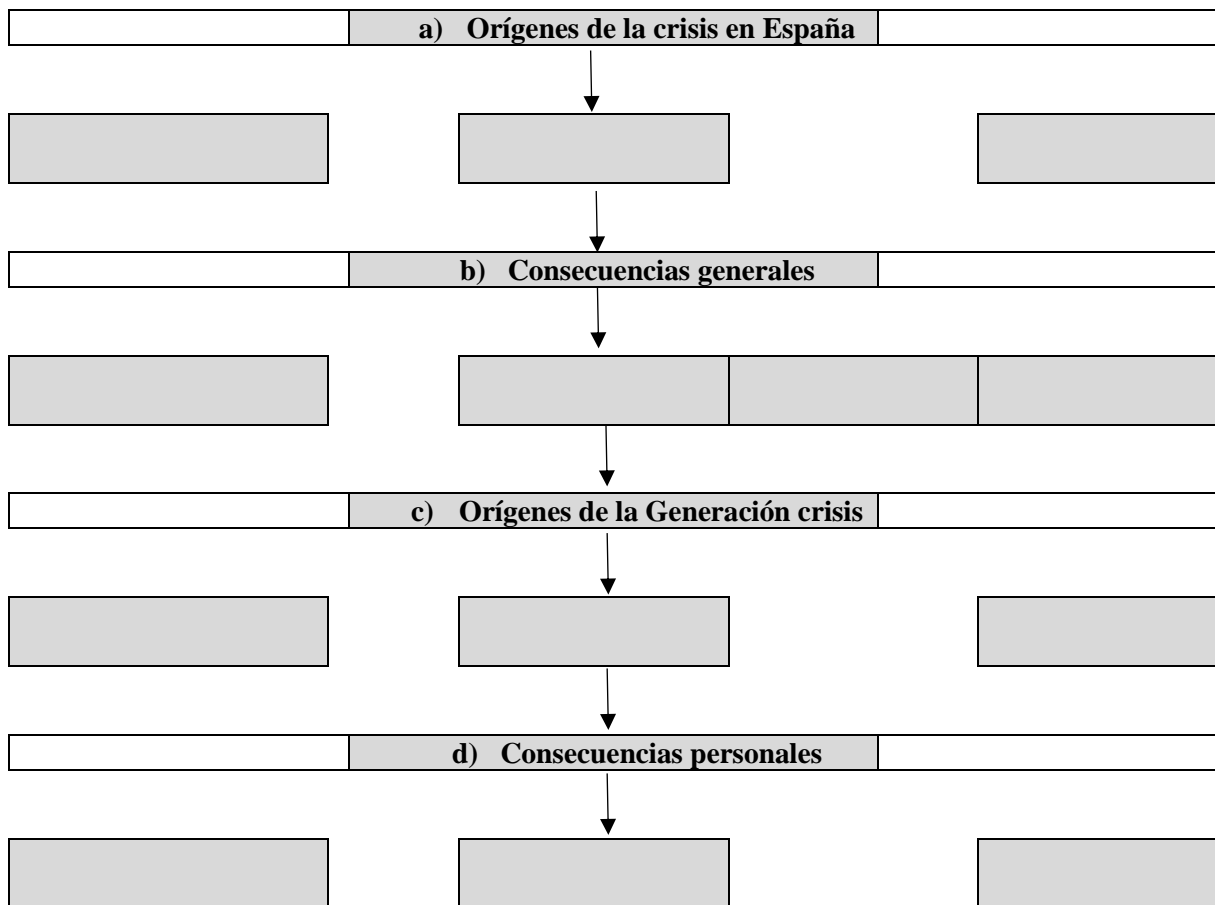 a) Orígenes de la crisis en España
b) Consecuencias generales
c) Orígenes de la Generación crisis
d) Consecuencias personales